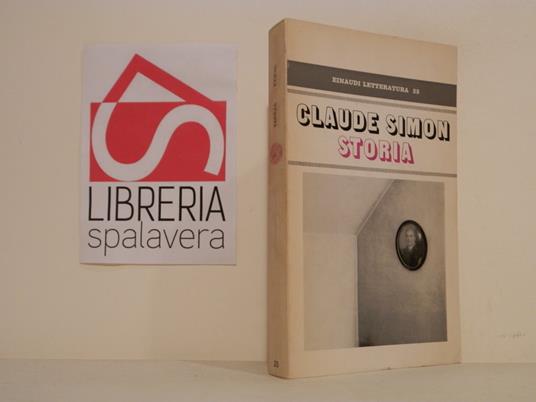 LIBRERIA
spalavera
EINAUDI LETTERATURA 23
CLAUDE SIMON
STORIA